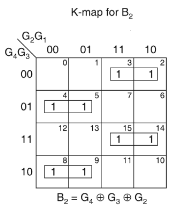 K-map for B₂
G₂G₁
G₄G₃ 00 01 11 10
0 1 3 2
00 1 1
4 5 7 6
01 1 1
12 13 15 14
11 1 1
8 9 11 10
10 1 1
B₂ = G₄ ⊕ G₃ ⊕ G₂